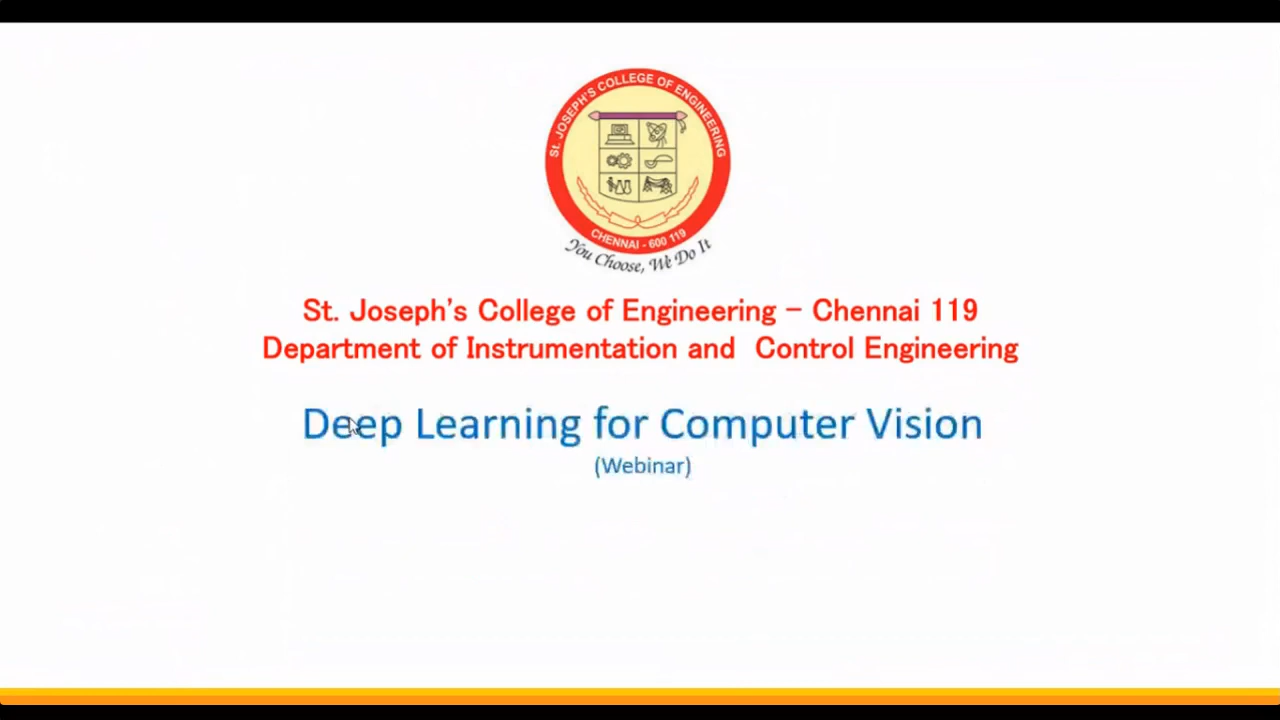 St. JOSEPH'S COLLEGE OF ENGINEERING
CHENNAI - 600 119
You Choose, We Do It
St. Joseph's College of Engineering – Chennai 119
Department of Instrumentation and Control Engineering
Deep Learning for Computer Vision
(Webinar)